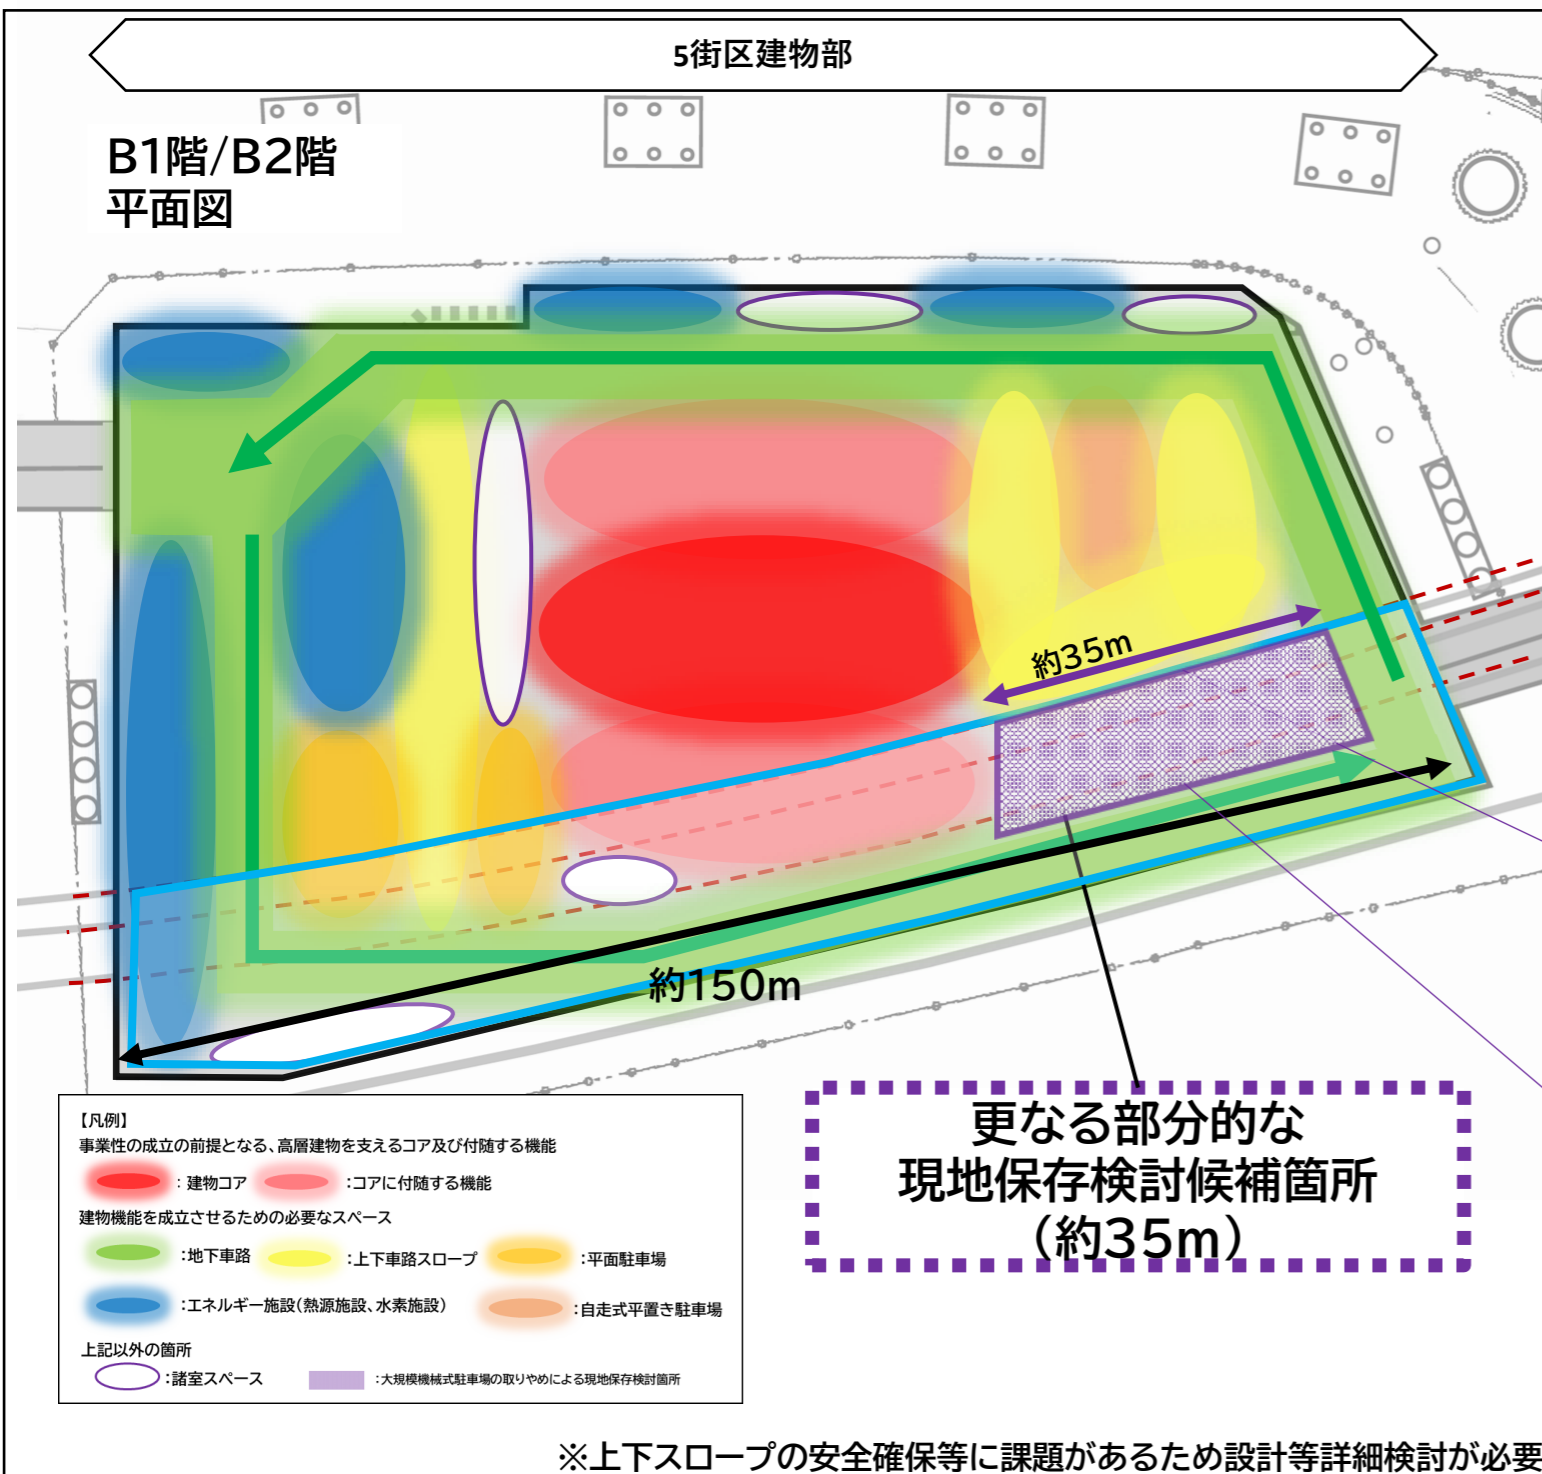 5街区建物部
B1階/B2階
平面図
約35m
約150m
更なる部分的な
現地保存検討候補箇所
(約35m)
【凡例】
事業性の成立の前提となる、高層建物を支えるコア及び付随する機能
：建物コア
：コアに付随する機能
建物機能を成立させるための必要なスペース
：地下車路
：上下車路スロープ
：平面駐車場
：エネルギー施設(熱源施設、水素施設)
：自走式平置き駐車場
上記以外の箇所
：諸室スペース
：大規模機械式駐車場の取りやめによる現地保存検討箇所
※上下スロープの安全確保等に課題があるため設計等詳細検討が必要